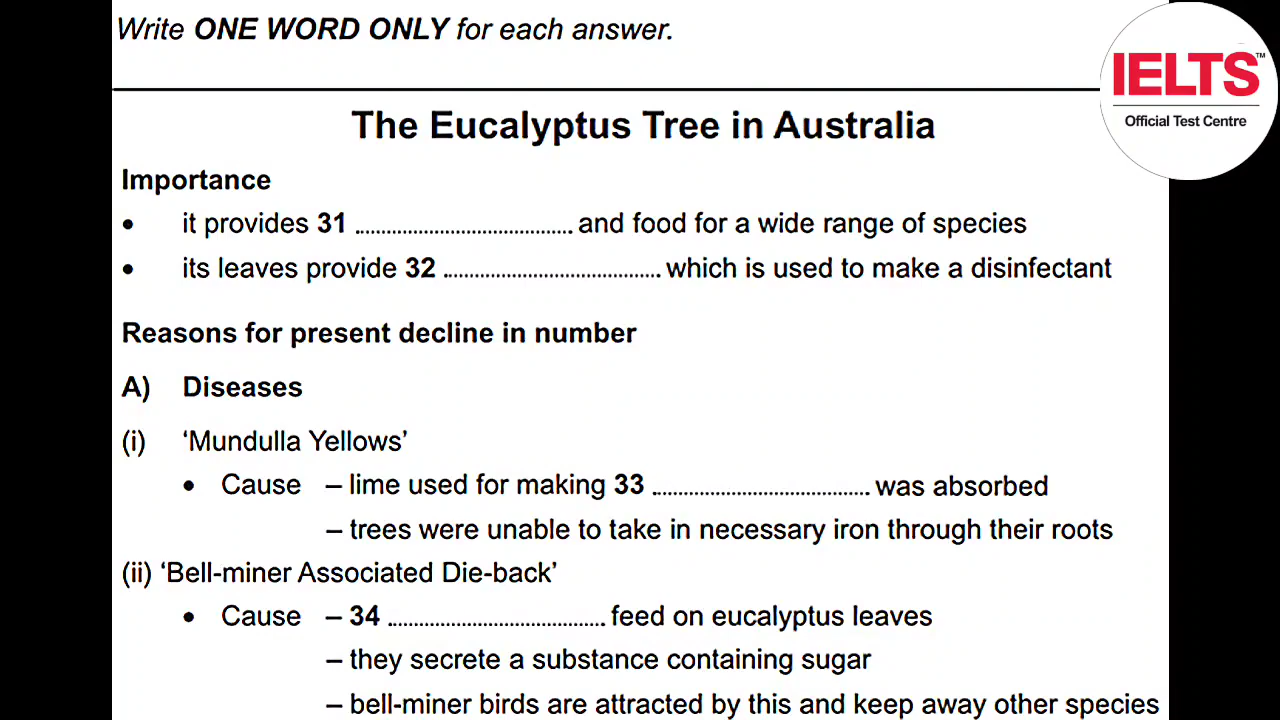 Write ONE WORD ONLY for each answer.
IELTS™
Official Test Centre
The Eucalyptus Tree in Australia
Importance
• it provides 31 ........................................ and food for a wide range of species
• its leaves provide 32 ........................................ which is used to make a disinfectant
Reasons for present decline in number
A) Diseases
(i) ‘Mundulla Yellows’
• Cause – lime used for making 33 ........................................ was absorbed
– trees were unable to take in necessary iron through their roots
(ii) ‘Bell-miner Associated Die-back’
• Cause – 34 ........................................ feed on eucalyptus leaves
– they secrete a substance containing sugar
– bell-miner birds are attracted by this and keep away other species